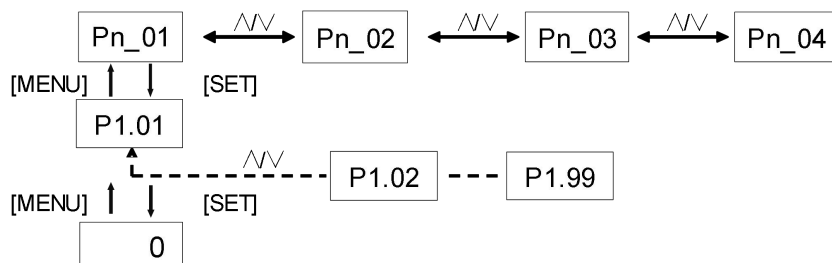 Pn_01 /\/\/ Pn_02 /\/\/ Pn_03 /\/\/ Pn_04
[MENU] [SET]
P1.01
/\/\/
P1.02 P1.99
[MENU] [SET]
0